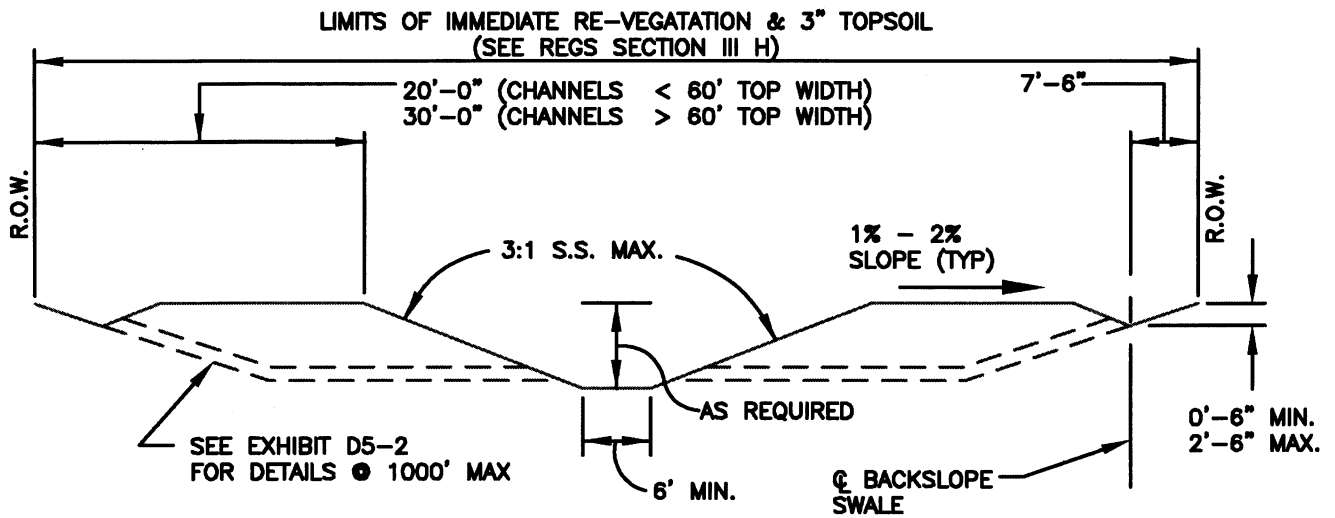 LIMITS OF IMMEDIATE RE-VEGATATION & 3" TOPSOIL
(SEE REGS SECTION III H)
20'-0" (CHANNELS < 60' TOP WIDTH)
30'-0" (CHANNELS > 60' TOP WIDTH)
7'-6"
R.O.W.
R.O.W.
3:1 S.S. MAX.
1% - 2%
SLOPE (TYP)
AS REQUIRED
0'-6" MIN.
2'-6" MAX.
SEE EXHIBIT D5-2
FOR DETAILS @ 1000' MAX
6' MIN.
℄ BACKSLOPE
SWALE